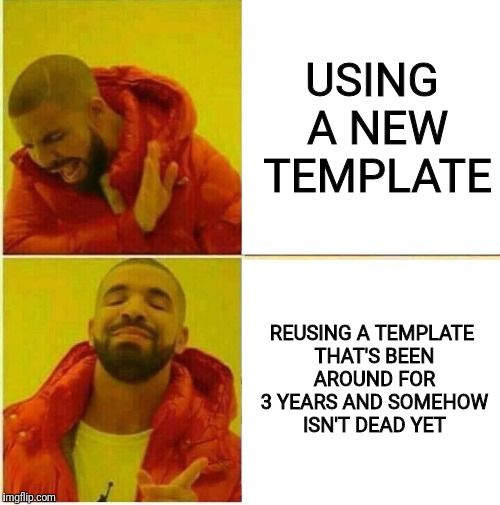 USING
A NEW
TEMPLATE
REUSING A TEMPLATE
THAT'S BEEN
AROUND FOR
3 YEARS AND SOMEHOW
ISN'T DEAD YET
imgflip.com